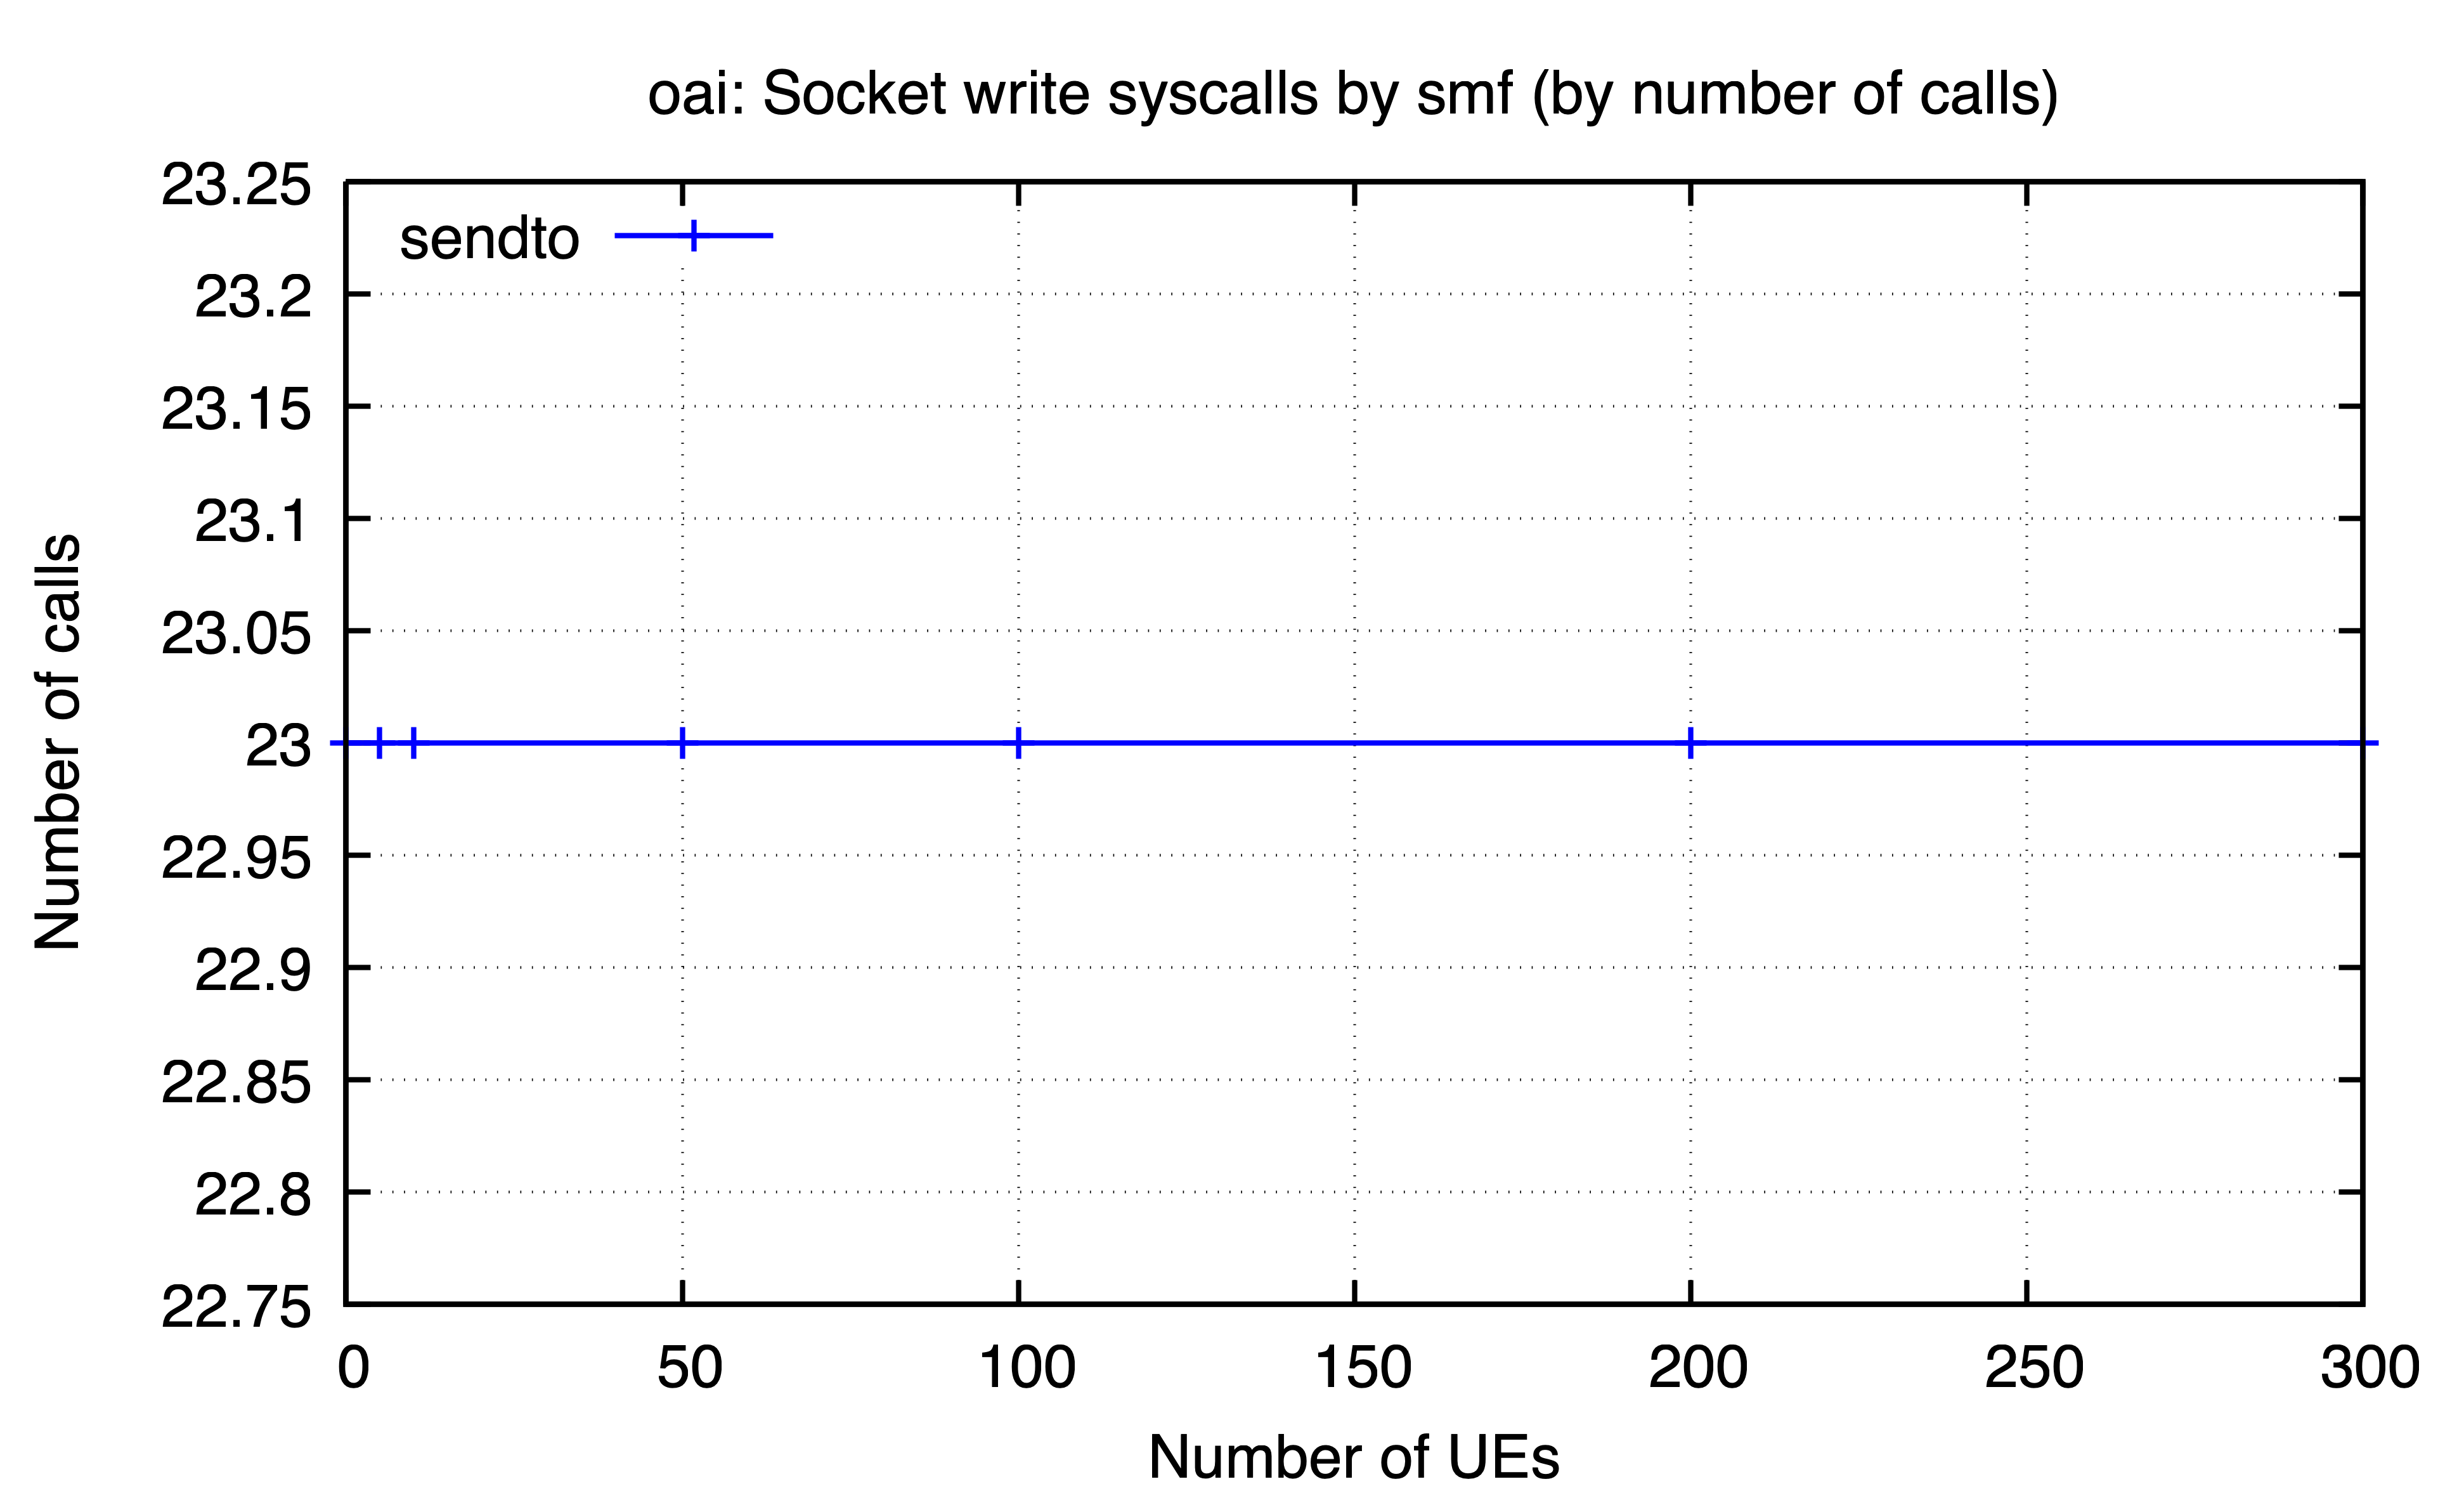 oai: Socket write syscalls by smf (by number of calls)
23.25
sendto
23.2
23.15
23.1
23.05
23
22.95
22.9
22.85
22.8
22.75
Number of calls
0 50 100 150 200 250 300
Number of UEs